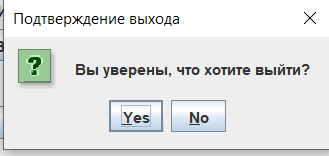 Подтверждение выхода
Вы уверены, что хотите выйти?
Yes No